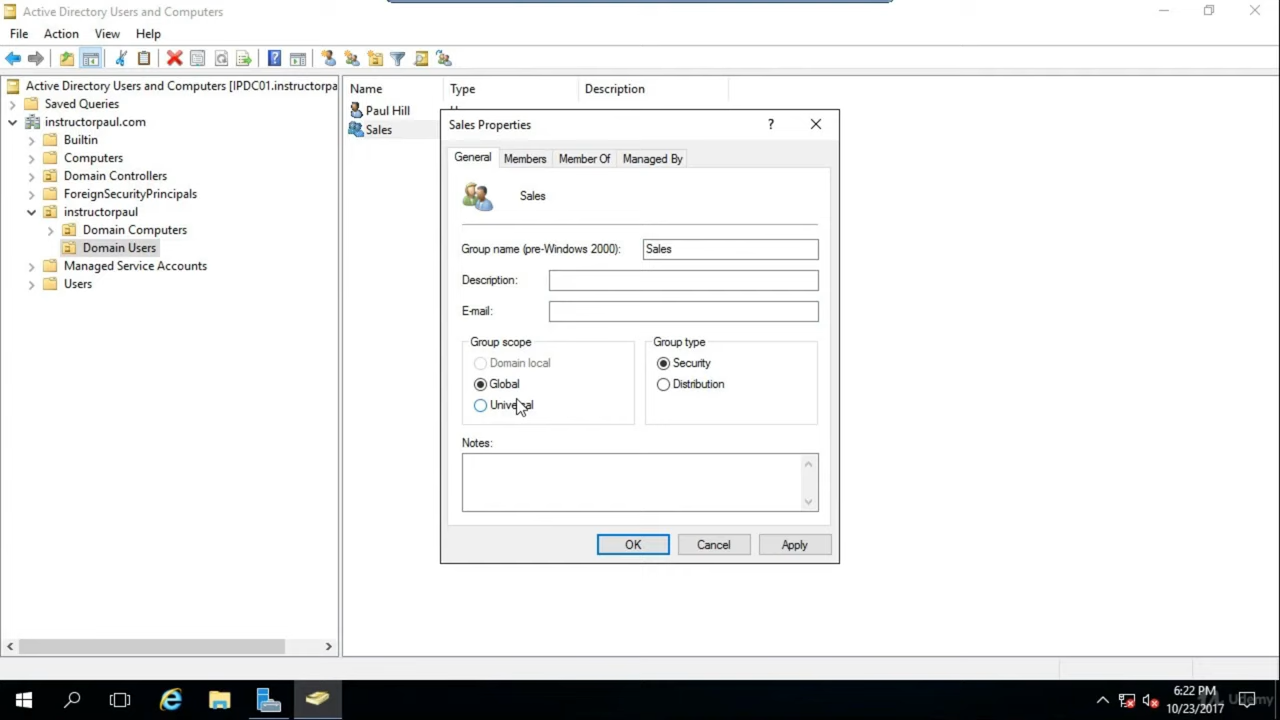 Active Directory Users and Computers
File Action View Help
Active Directory Users and Computers [IPDC01.instructorpa
Saved Queries
instructorpaul.com
Builtin
Computers
Domain Controllers
ForeignSecurityPrincipals
instructorpaul
Domain Computers
Domain Users
Managed Service Accounts
Users
Name Type Description
Paul Hill
Sales
Sales Properties
? 
General Members Member Of Managed By
Sales
Group name (pre-Windows 2000): Sales
Description:
E-mail:
Group scope
Domain local
Global
Universal
Group type
Security
Distribution
Notes:
OK Cancel Apply
6:22 PM
10/23/2017
Udemy